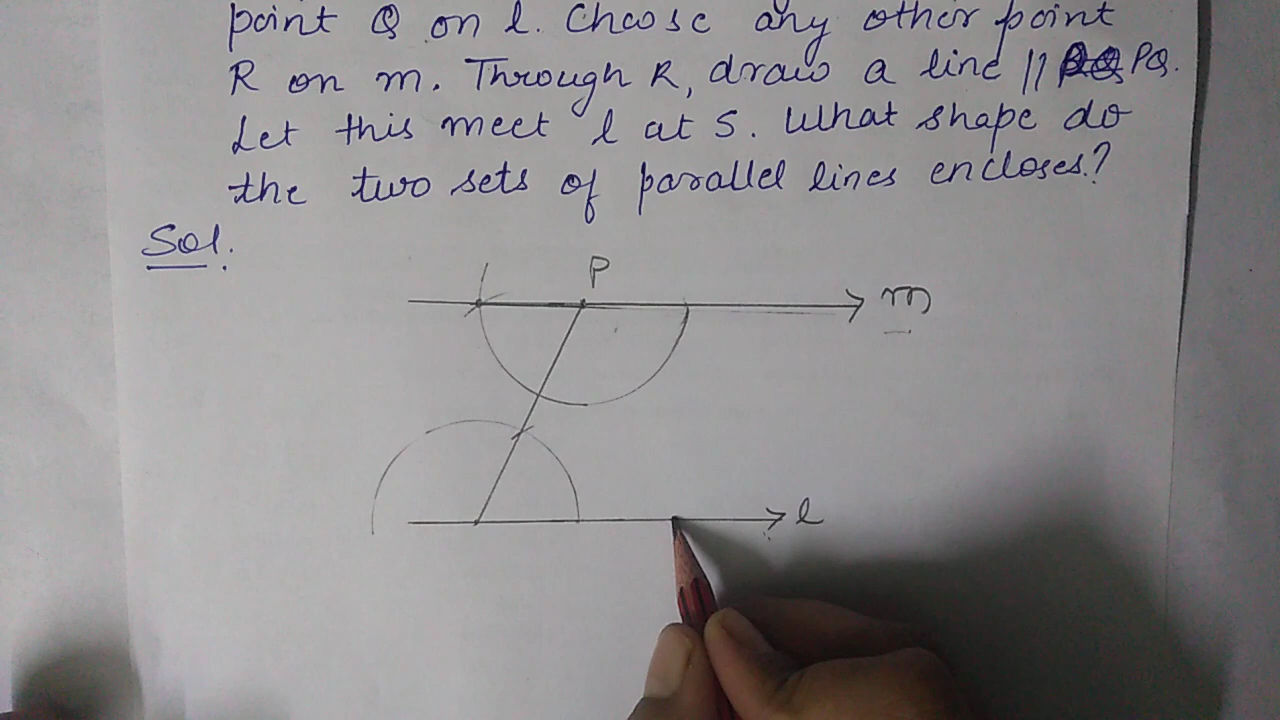 point Q on l. Choose any other point
R on m. Through R, draw a line || PQ.
Let this meet l at S. What shape do
the two sets of parallel lines encloses?
Sol.
P
m
l